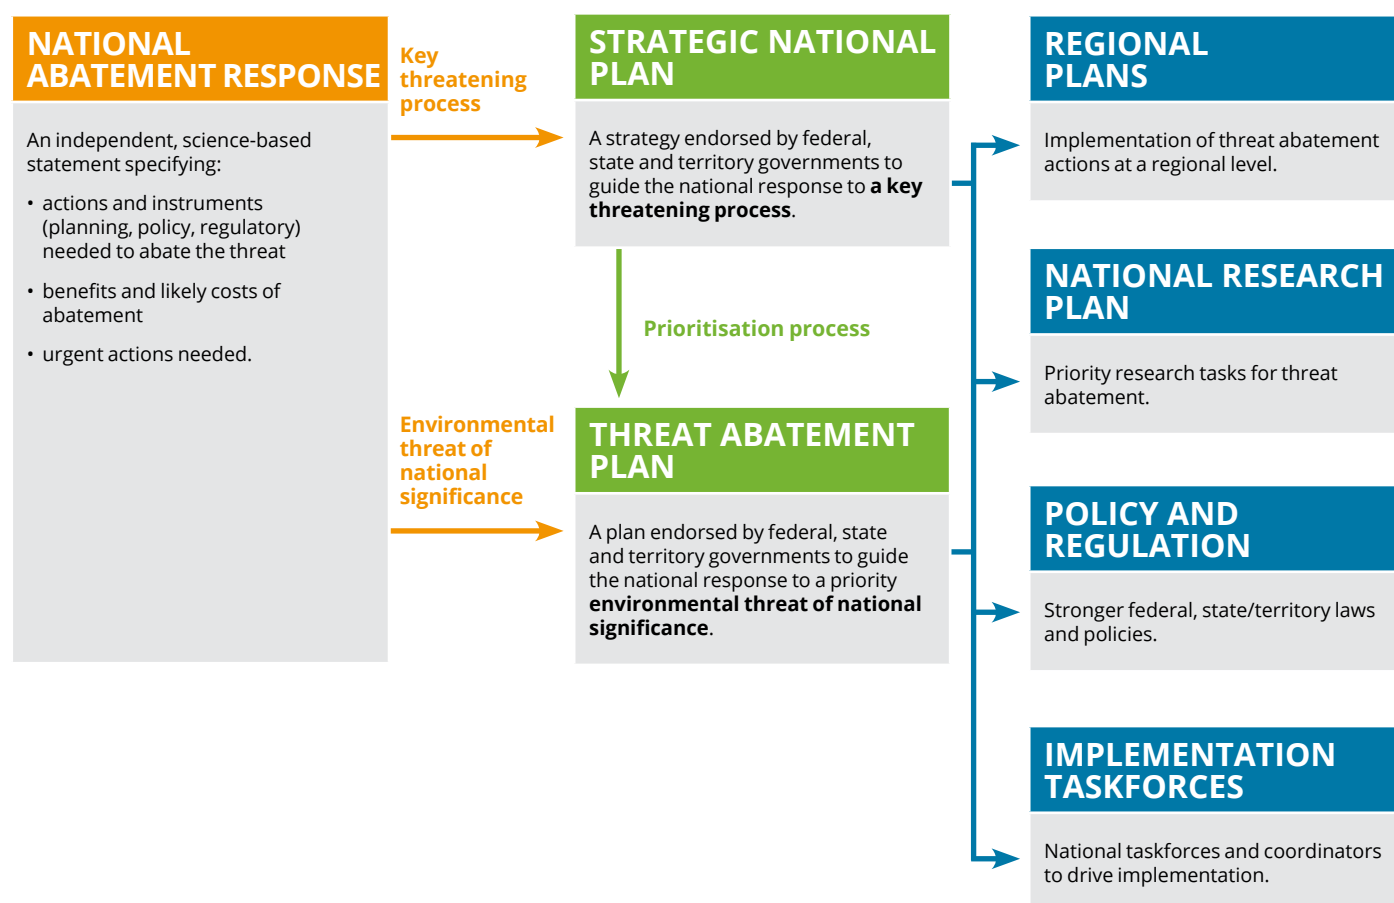 NATIONAL
ABATEMENT RESPONSE
An independent, science-based
statement specifying:
• actions and instruments
(planning, policy, regulatory)
needed to abate the threat
• benefits and likely costs of
abatement
• urgent actions needed.
Key
threatening
process
Environmental
threat of
national
significance
STRATEGIC NATIONAL
PLAN
A strategy endorsed by federal,
state and territory governments to
guide the national response to a key
threatening process.
Prioritisation process
THREAT ABATEMENT
PLAN
A plan endorsed by federal, state
and territory governments to guide
the national response to a priority
environmental threat of national
significance.
REGIONAL
PLANS
Implementation of threat abatement
actions at a regional level.
NATIONAL RESEARCH
PLAN
Priority research tasks for threat
abatement.
POLICY AND
REGULATION
Stronger federal, state/territory laws
and policies.
IMPLEMENTATION
TASKFORCES
National taskforces and coordinators
to drive implementation.